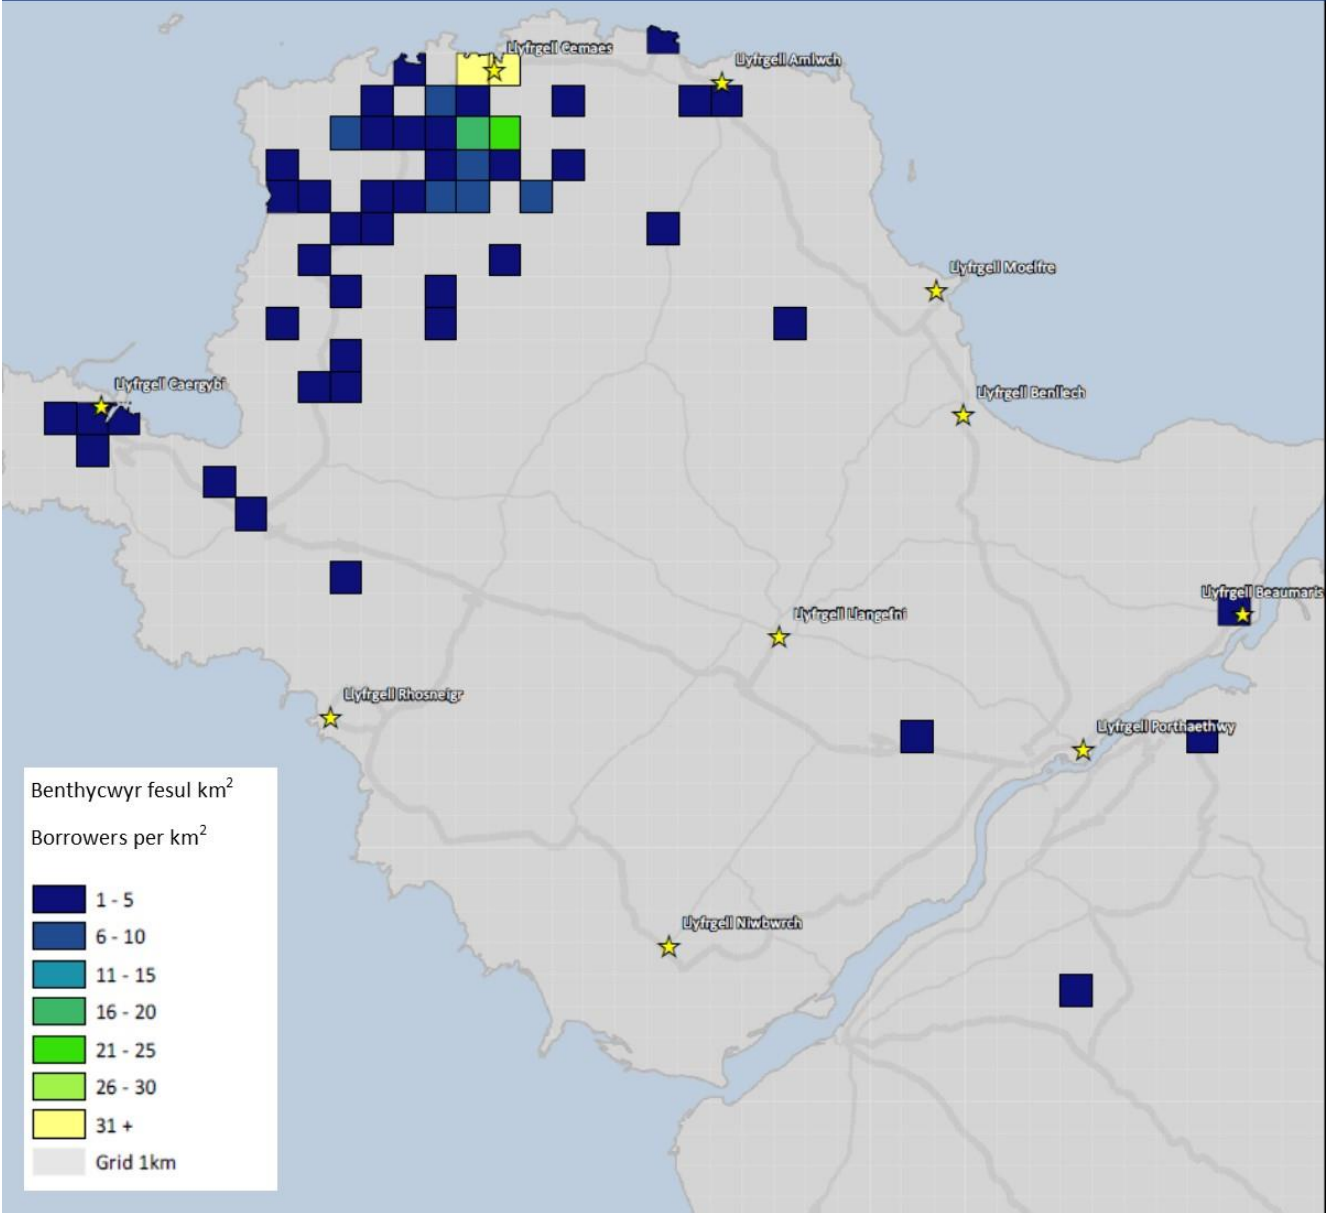 Llyfrgell Cemaes
Llyfrgell Amlwch
Llyfrgell Moelfre
Llyfrgell Caergybi
Llyfrgell Benllech
Llyfrgell Beaumaris
Llyfrgell Llangefni
Llyfrgell Rhosneigr
Llyfrgell Porthaethwy
Llyfrgell Niwbwrch
Benthycwyr fesul km²
Borrowers per km²
1 - 5
6 - 10
11 - 15
16 - 20
21 - 25
26 - 30
31 +
Grid 1km